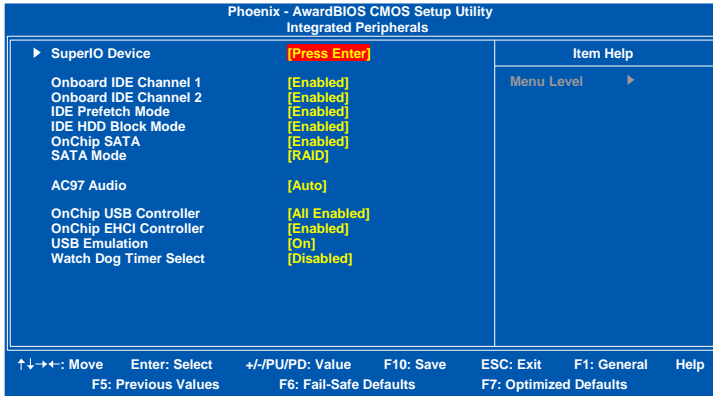 Phoenix - AwardBIOS CMOS Setup Utility
Integrated Peripherals
▶ SuperIO Device [Press Enter]
Item Help
Onboard IDE Channel 1 [Enabled]
Menu Level ▶
Onboard IDE Channel 2 [Enabled]
IDE Prefetch Mode [Enabled]
IDE HDD Block Mode [Enabled]
OnChip SATA [Enabled]
SATA Mode [RAID]
AC97 Audio [Auto]
OnChip USB Controller [All Enabled]
OnChip EHCI Controller [Enabled]
USB Emulation [On]
Watch Dog Timer Select [Disabled]
↑↓→←: Move Enter: Select +/-/PU/PD: Value F10: Save ESC: Exit F1: General Help
F5: Previous Values F6: Fail-Safe Defaults F7: Optimized Defaults